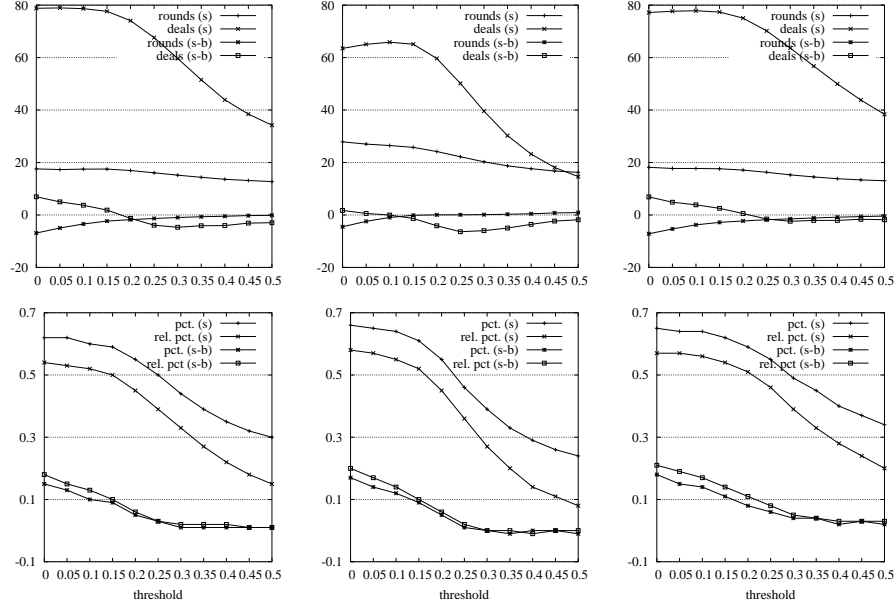 80
60
40
20
0
-20
rounds (s)
deals (s)
rounds (s-b)
deals (s-b)
0 0.05 0.1 0.15 0.2 0.25 0.3 0.35 0.4 0.45 0.5
80
60
40
20
0
-20
rounds (s)
deals (s)
rounds (s-b)
deals (s-b)
0 0.05 0.1 0.15 0.2 0.25 0.3 0.35 0.4 0.45 0.5
80
60
40
20
0
-20
rounds (s)
deals (s)
rounds (s-b)
deals (s-b)
0 0.05 0.1 0.15 0.2 0.25 0.3 0.35 0.4 0.45 0.5
0.7
0.5
0.3
0.1
-0.1
pct. (s)
rel. pct. (s)
pct. (s-b)
rel. pct (s-b)
0 0.05 0.1 0.15 0.2 0.25 0.3 0.35 0.4 0.45 0.5
threshold
0.7
0.5
0.3
0.1
-0.1
pct. (s)
rel. pct. (s)
pct. (s-b)
rel. pct (s-b)
0 0.05 0.1 0.15 0.2 0.25 0.3 0.35 0.4 0.45 0.5
threshold
0.7
0.5
0.3
0.1
-0.1
pct. (s)
rel. pct. (s)
pct. (s-b)
rel. pct (s-b)
0 0.05 0.1 0.15 0.2 0.25 0.3 0.35 0.4 0.45 0.5
threshold